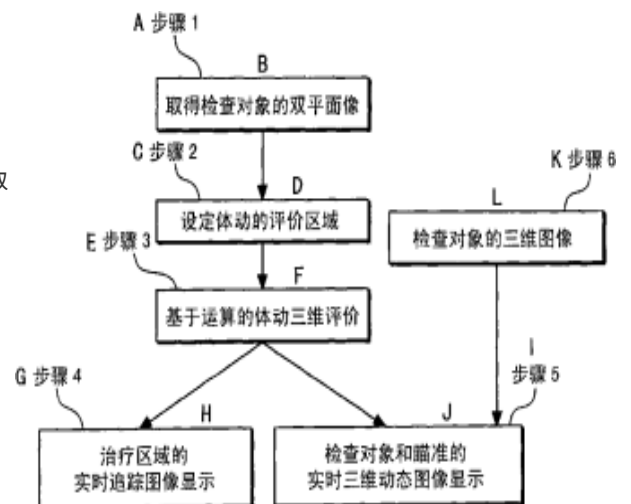 A 步骤1
B
取得检查对象的双平面像
C 步骤2
D
设定体动的评价区域
K 步骤6
L
检查对象的三维图像
E 步骤3
F
基于运算的体动三维评价
G 步骤4
H
治疗区域的
实时追踪图像显示
I
步骤5
J
检查对象和瞄准的
实时三维动态图像显示